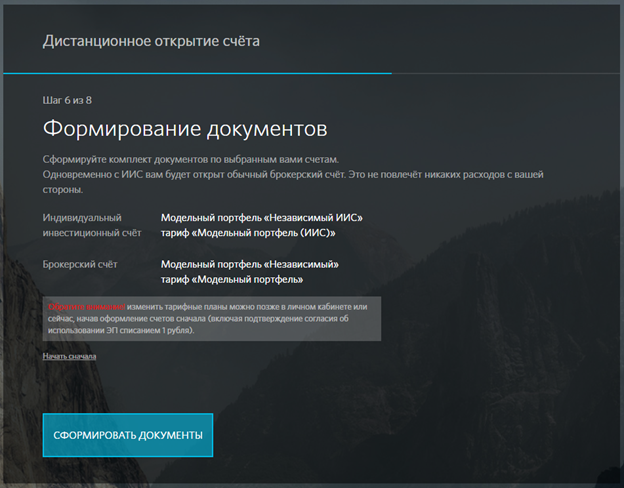 Дистанционное открытие счёта
Шаг 6 из 8
Формирование документов
Сформируйте комплект документов по выбранным вами счетам.
Одновременно с ИИС вам будет открыт обычный брокерский счёт. Это не повлечёт никаких расходов с вашей
стороны.
Индивидуальный Модельный портфель «Независимый ИИС»
инвестиционный счёт тариф «Модельный портфель (ИИС)»
Брокерский счёт Модельный портфель «Независимый»
тариф «Модельный портфель»
изменить тарифные планы можно позже в личном кабинете или
сейчас, начав оформление счетов сначала (включая подтверждение согласия об
использовании ЭП списанием 1 рубля).
Начать сначала
СФОРМИРОВАТЬ ДОКУМЕНТЫ